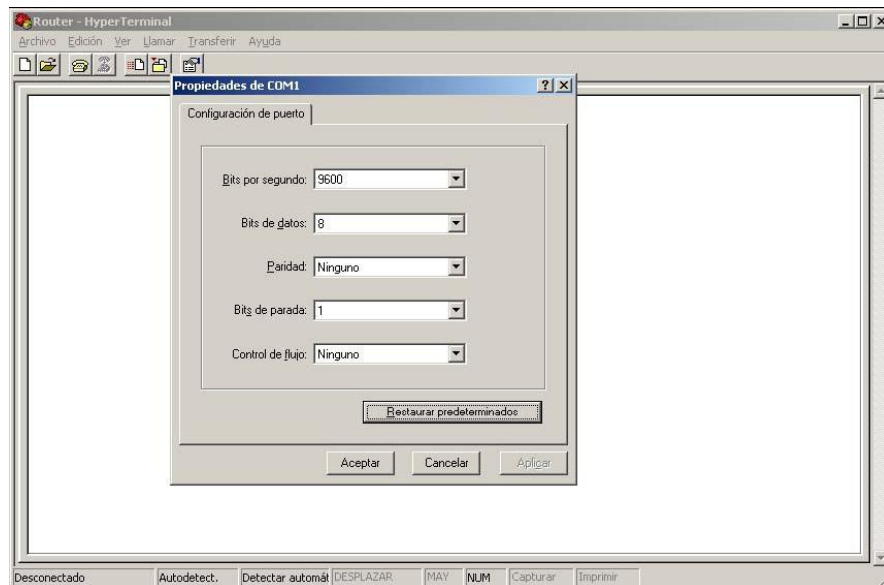 Router - HyperTerminal
Archivo Edición Ver Llamar Transferir Ayuda
Propiedades de COM1
Configuración de puerto
Bits por segundo: 9600
Bits de datos: 8
Paridad: Ninguno
Bits de parada: 1
Control de flujo: Ninguno
Restaurar predeterminados
Aceptar Cancelar Aplicar
Desconectado Autodetect. Detectar automát DESPLAZAR MAY NUM Capturar Imprimir